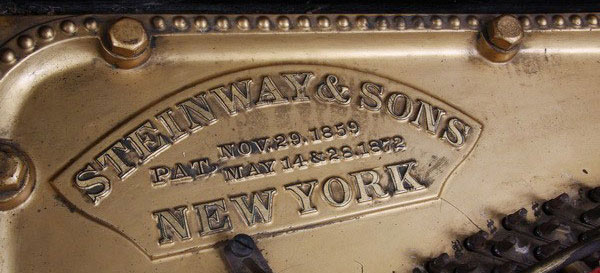 STEINWAY & SONS
PAT. NOV. 29. 1859
MAY 14 & 28 1872
NEW YORK